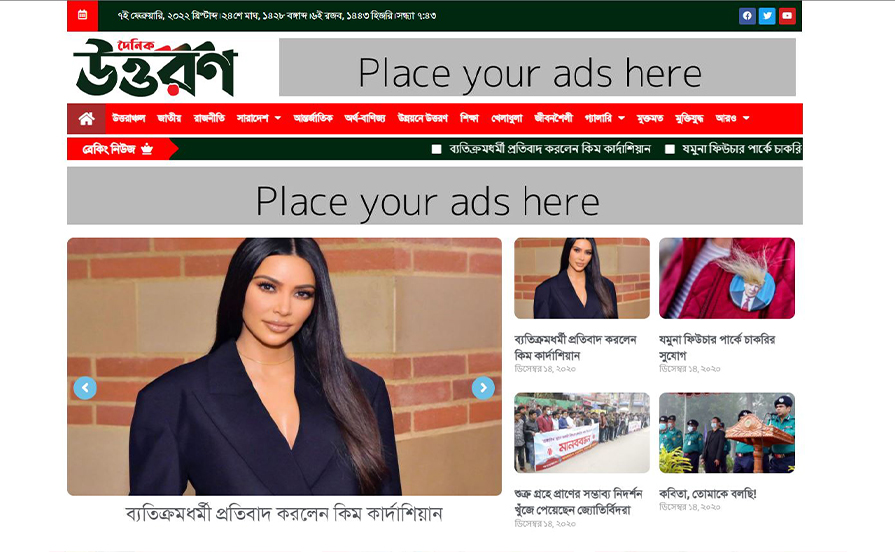 ৭ই ফেব্রুয়ারি, ২০২২ খ্রিস্টাব্দ।২৪শে মাঘ, ১৪২৮ বঙ্গাব্দ।৬ই রজব, ১৪৪৩ হিজরি।সন্ধ্যা ৭:৪৩
দৈনিক
উত্তরণ
Place your ads here
উত্তরাঞ্চল জাতীয় রাজনীতি সারাদেশ আন্তর্জাতিক অর্থ-বাণিজ্য উন্নয়নে উত্তরণ শিক্ষা খেলাধুলা জীবনশৈলী গ্যালারি মুক্তমত মুক্তিযুদ্ধ আরও
ব্রেকিং নিউজ
ব্যতিক্রমধর্মী প্রতিবাদ করলেন কিম কার্দাশিয়ান যমুনা ফিউচার পার্কে চাকরি
Place your ads here
ব্যতিক্রমধর্মী প্রতিবাদ করলেন কিম কার্দাশিয়ান
ব্যতিক্রমধর্মী প্রতিবাদ করলেন
কিম কার্দাশিয়ান
ডিসেম্বর ১৪, ২০২০
যমুনা ফিউচার পার্কে চাকরির
সুযোগ
ডিসেম্বর ১৪, ২০২০
মানববন্ধন
শুক্র গ্রহে প্রাণের সম্ভাব্য নিদর্শন
খুঁজে পেয়েছেন জ্যোতির্বিদরা
ডিসেম্বর ১৪, ২০২০
কবিতা, তোমাকে বলছি!
ডিসেম্বর ১৪, ২০২০